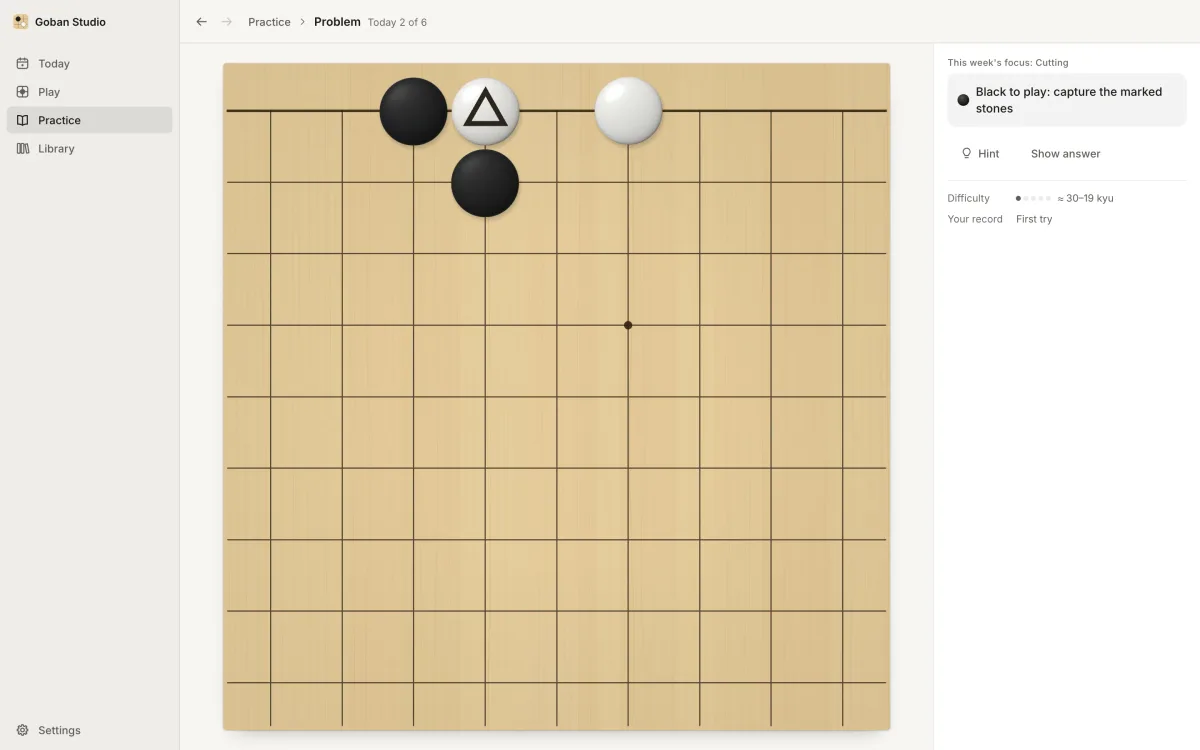 Goban Studio
Today
Play
Practice
Library
Settings
Practice > Problem Today 2 of 6
This week's focus: Cutting
Black to play: capture the marked
stones
Hint Show answer
Difficulty ≈ 30–19 kyu
Your record First try